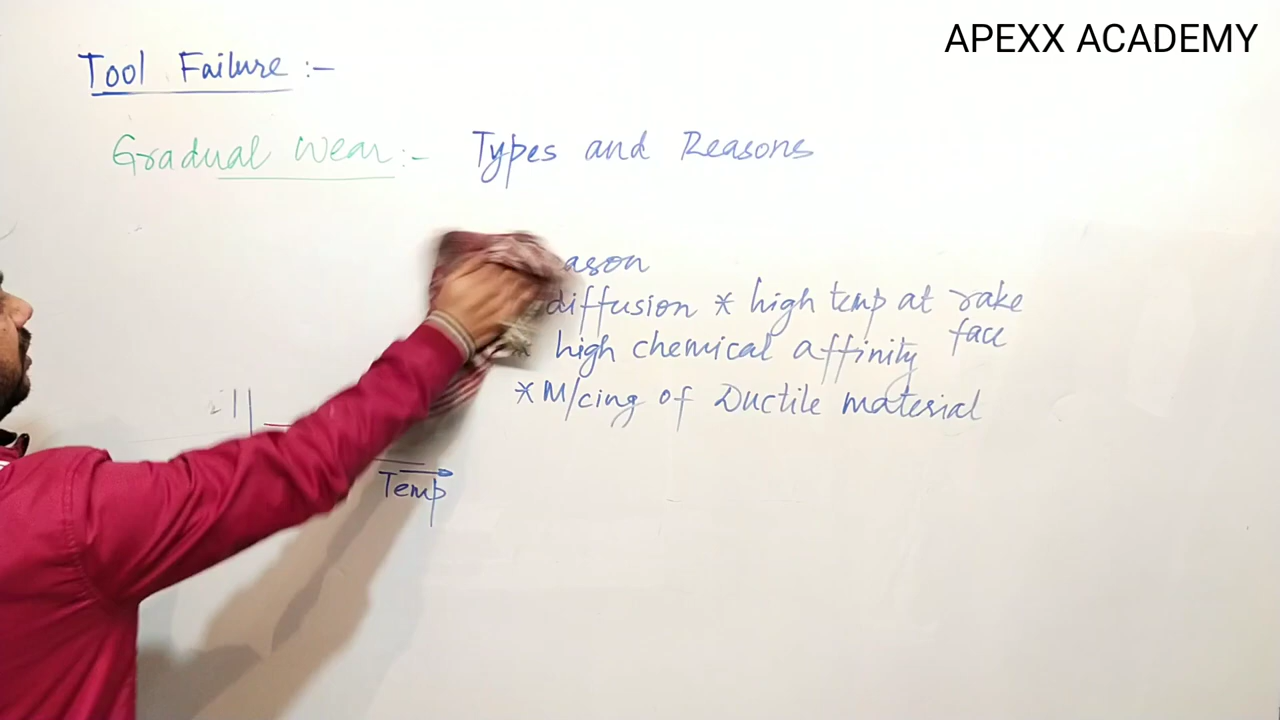 APEXX ACADEMY
Tool Failure :-
Gradual Wear :- Types and Reasons
ason
diffusion * high temp at rake face
high chemical affinity
* M/cing of Ductile material
Temp